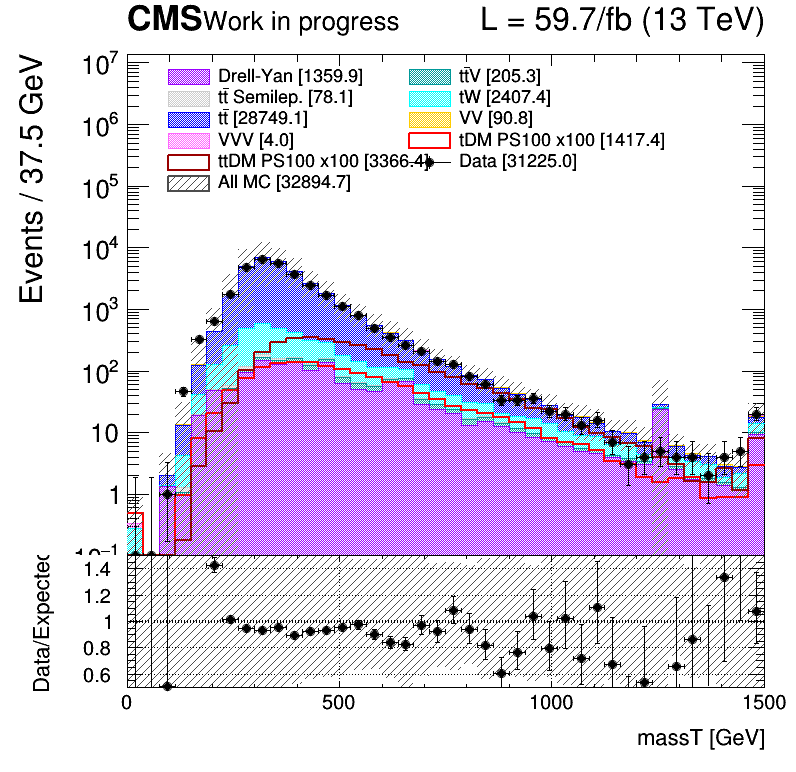 CMS Work in progress L = 59.7/fb (13 TeV)
Events / 37.5 GeV
10⁷
10⁶
10⁵
10⁴
10³
10²
10
1
10⁻¹
Drell-Yan [1359.9]
tt̄V [205.3]
tt̄ Semilep. [78.1]
tW [2407.4]
tt̄ [28749.1]
VV [90.8]
VVV [4.0]
tDM PS100 x100 [1417.4]
ttDM PS100 x100 [3366.4]
Data [31225.0]
All MC [32894.7]
Data/Expected
1.4
1.2
1
0.8
0.6
0 500 1000 1500
massT [GeV]